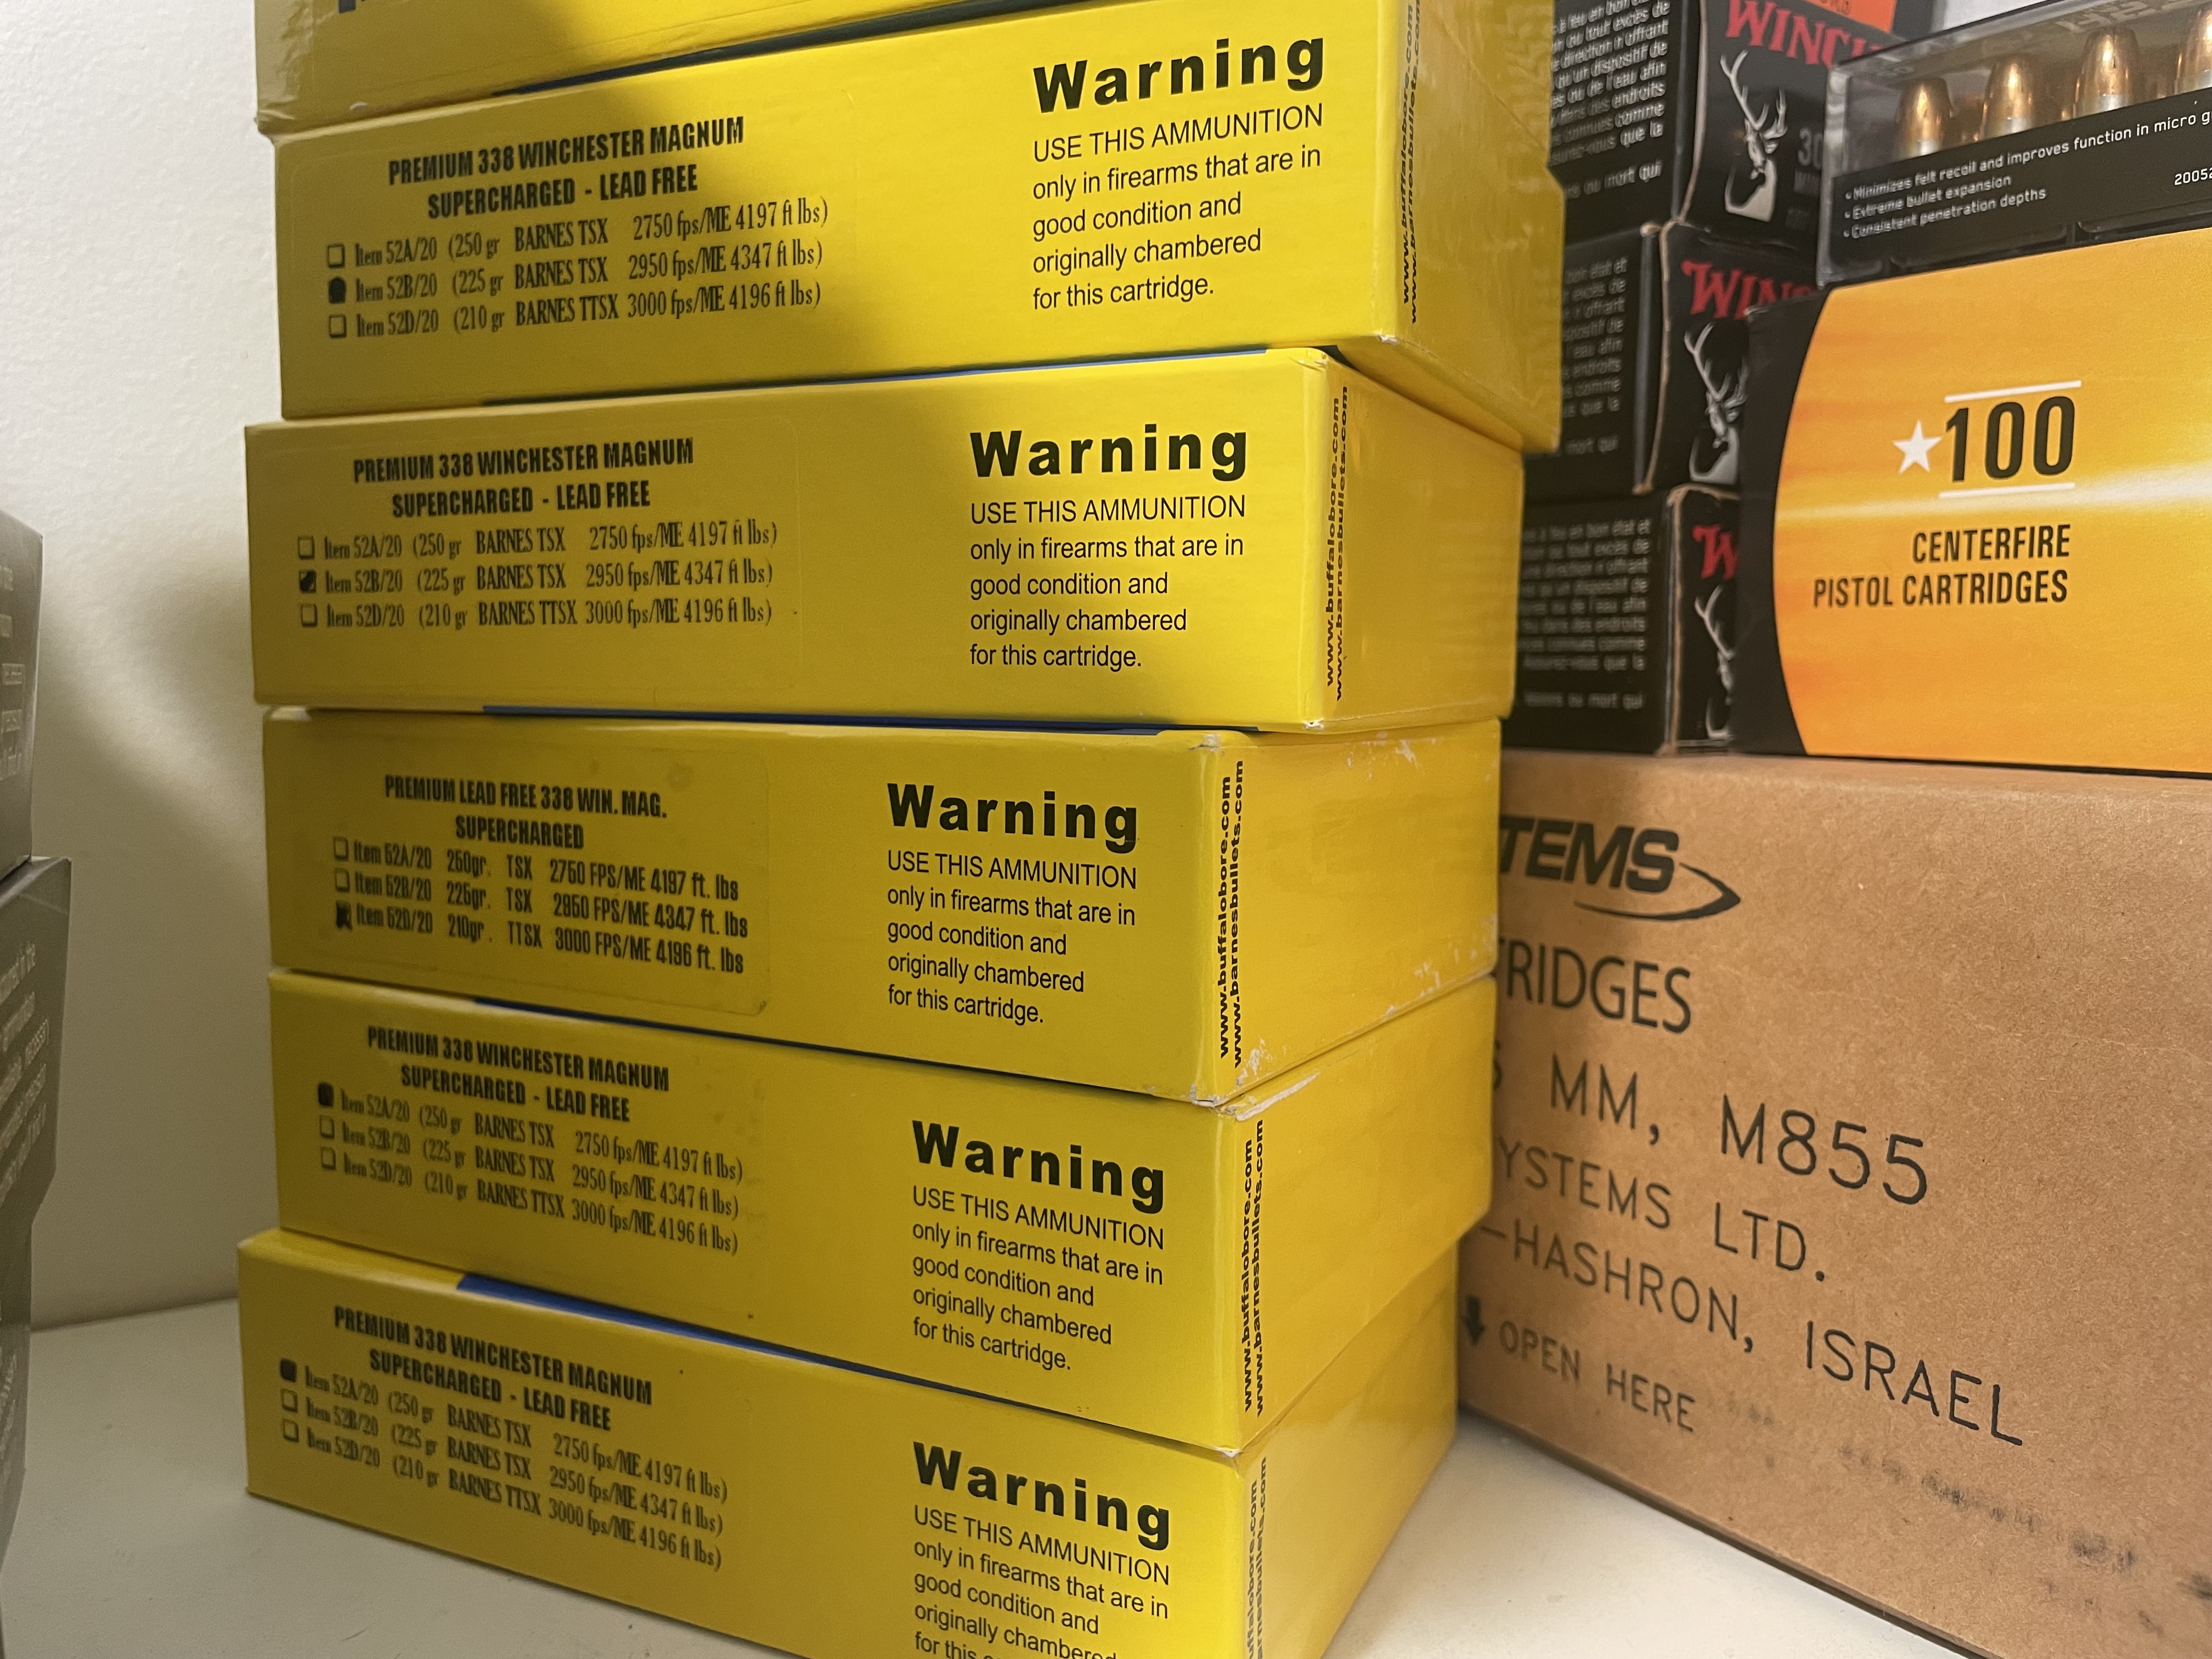 PREMIUM 338 WINCHESTER MAGNUM
SUPERCHARGED - LEAD FREE
Item 52A/20 (250 gr BARNES TSX 2750 fps/ME 4197 ft lbs)
Item 52B/20 (225 gr BARNES TSX 2950 fps/ME 4347 ft lbs)
Item 52D/20 (210 gr BARNES TTSX 3000 fps/ME 4196 ft lbs)
Warning
USE THIS AMMUNITION
only in firearms that are in
good condition and
originally chambered
for this cartridge.
www.buffalobore.com
www.barnesbullets.com
PREMIUM 338 WINCHESTER MAGNUM
SUPERCHARGED - LEAD FREE
Item 52A/20 (250 gr BARNES TSX 2750 fps/ME 4197 ft lbs)
Item 52B/20 (225 gr BARNES TSX 2950 fps/ME 4347 ft lbs)
Item 52D/20 (210 gr BARNES TTSX 3000 fps/ME 4196 ft lbs)
Warning
USE THIS AMMUNITION
only in firearms that are in
good condition and
originally chambered
for this cartridge.
www.buffalobore.com
www.barnesbullets.com
PREMIUM LEAD FREE 338 WIN. MAG.
SUPERCHARGED
Item 52A/20 250gr. TSX 2750 FPS/ME 4197 ft. lbs
Item 52B/20 225gr. TSX 2950 FPS/ME 4347 ft. lbs
Item 52D/20 210gr. TTSX 3000 FPS/ME 4196 ft. lbs
Warning
USE THIS AMMUNITION
only in firearms that are in
good condition and
originally chambered
for this cartridge.
www.buffalobore.com
www.barnesbullets.com
PREMIUM 338 WINCHESTER MAGNUM
SUPERCHARGED - LEAD FREE
Item 52A/20 (250 gr BARNES TSX 2750 fps/ME 4197 ft lbs)
Item 52B/20 (225 gr BARNES TSX 2950 fps/ME 4347 ft lbs)
Item 52D/20 (210 gr BARNES TTSX 3000 fps/ME 4196 ft lbs)
Warning
USE THIS AMMUNITION
only in firearms that are in
good condition and
originally chambered
for this cartridge.
www.buffalobore.com
www.barnesbullets.com
PREMIUM 338 WINCHESTER MAGNUM
SUPERCHARGED - LEAD FREE
Item 52A/20 (250 gr BARNES TSX 2750 fps/ME 4197 ft lbs)
Item 52B/20 (225 gr BARNES TSX 2950 fps/ME 4347 ft lbs)
Item 52D/20 (210 gr BARNES TTSX 3000 fps/ME 4196 ft lbs)
Warning
USE THIS AMMUNITION
only in firearms that are in
good condition and
originally chambered
for this
WINCH
30
WIN
W
• Minimizes felt recoil and improves function in micro g
• Extreme bullet expansion
• Consistent penetration depths
2005
100
CENTERFIRE
PISTOL CARTRIDGES
TEMS
RIDGES
MM, M855
YSTEMS LTD.
-HASHRON, ISRAEL
OPEN HERE